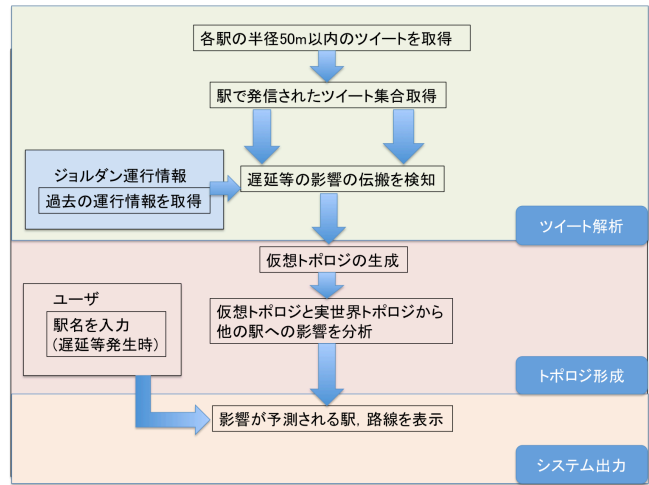 各駅の半径50m以内のツイートを取得
駅で発信されたツイート集合取得
ジョルダン運行情報
過去の運行情報を取得
遅延等の影響の伝搬を検知
ツイート解析
仮想トポロジの生成
ユーザ
駅名を入力
(遅延等発生時)
仮想トポロジと実世界トポロジから
他の駅への影響を分析
トポロジ形成
影響が予測される駅，路線を表示
システム出力